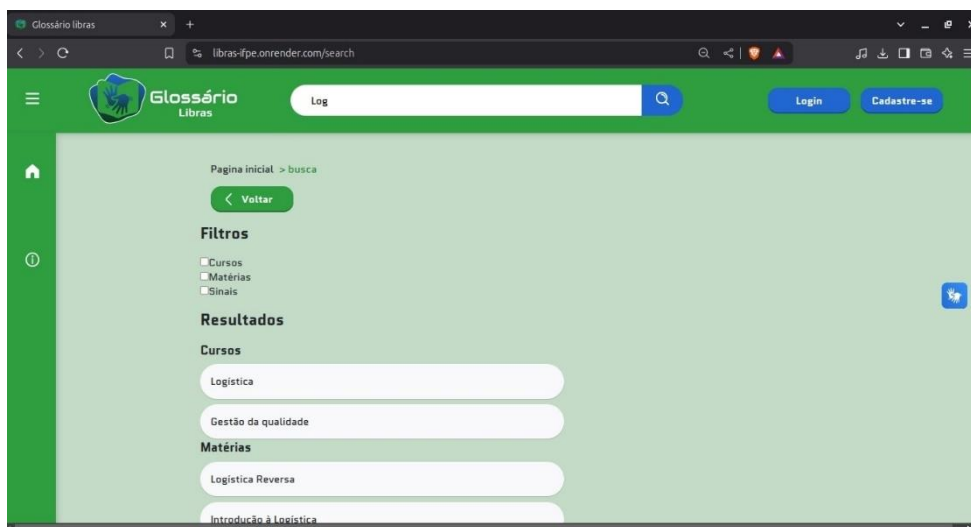 Glossário libras
libras-ifpe.onrender.com/search
Glossário
Libras
Log
Login
Cadastre-se
Pagina inicial > busca
Voltar
Filtros
Cursos
Matérias
Sinais
Resultados
Cursos
Logística
Gestão da qualidade
Matérias
Logística Reversa
Introdução à Logística